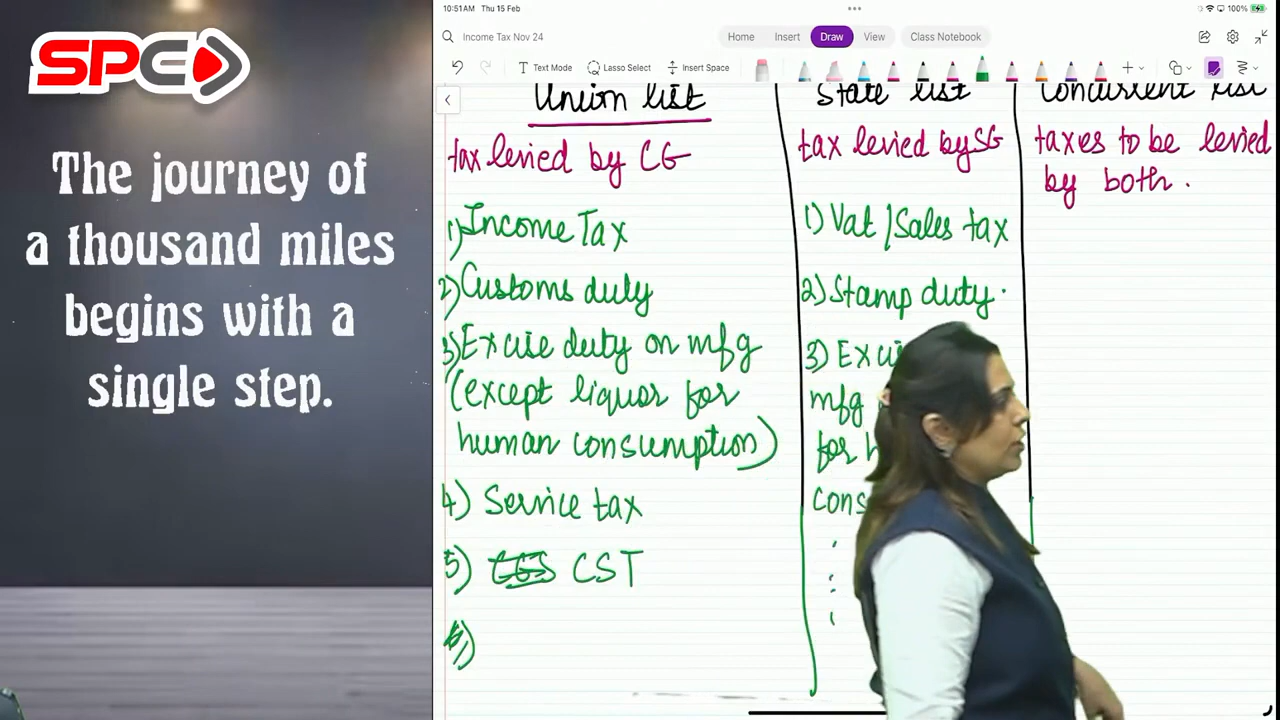 SPC
The journey of
a thousand miles
begins with a
single step.
10:51AM Thu 15 Feb
100%
Income Tax Nov 24
Home Insert Draw View Class Notebook
Text Mode Lasso Select Insert Space
Union list
tax levied by CG
1) Income Tax
2) Customs duty
3) Excise duty on mfg
(except liquor for
human consumption)
4) Service tax
5) CST
6)
State list
tax levied by SG
1) Vat / Sales tax
2) Stamp duty.
3)
mfg
for
Concurrent list
taxes to be levied
by both.